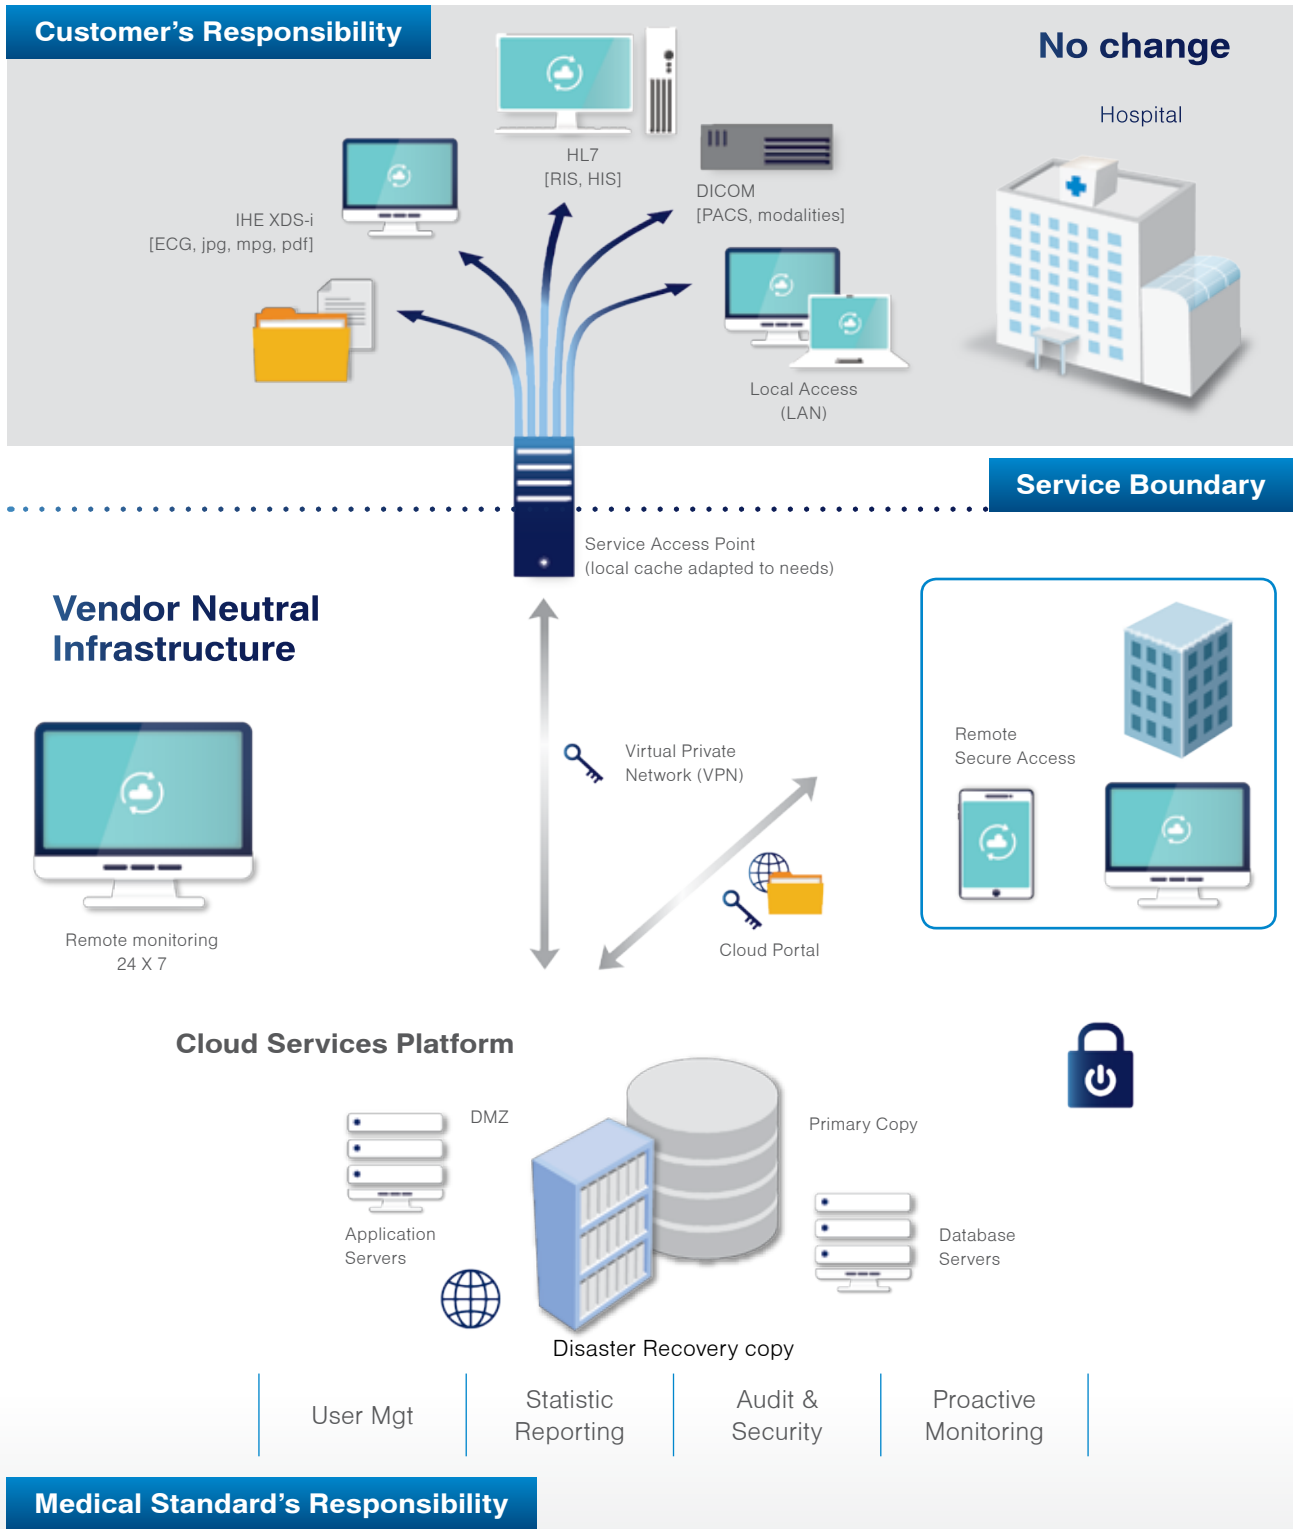 Customer's Responsibility
No change
Hospital
HL7
[RIS, HIS]
DICOM
[PACS, modalities]
IHE XDS-i
[ECG, jpg, mpg, pdf]
Local Access
(LAN)
Service Boundary
Service Access Point
(local cache adapted to needs)
Vendor Neutral
Infrastructure
Remote
Secure Access
Virtual Private
Network (VPN)
Remote monitoring
24 X 7
Cloud Portal
Cloud Services Platform
DMZ
Primary Copy
Application
Servers
Database
Servers
Disaster Recovery copy
User Mgt
Statistic
Reporting
Audit &
Security
Proactive
Monitoring
Medical Standard's Responsibility